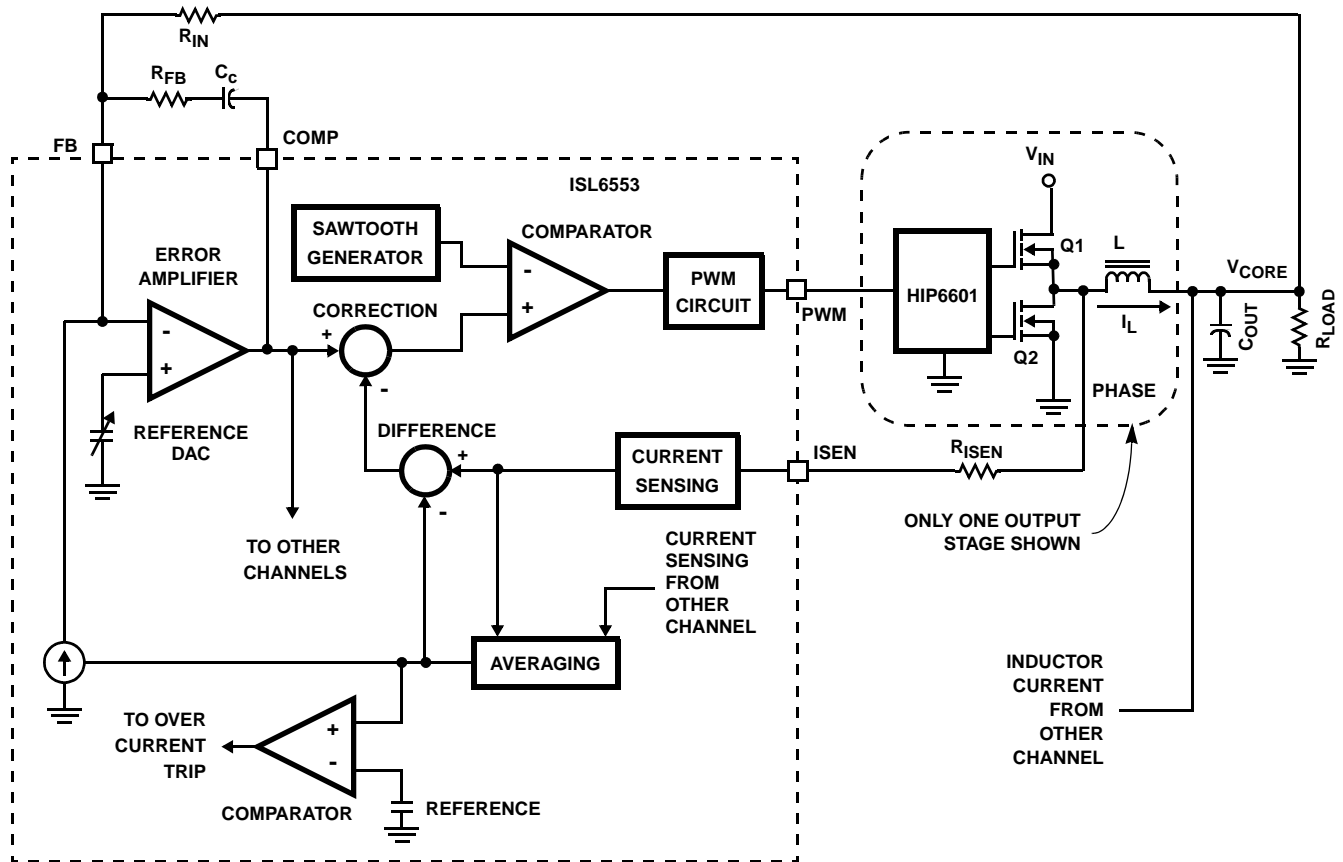 R_IN
R_FB
C_c
FB
COMP
ISL6553
V_IN
SAWTOOTH
GENERATOR
COMPARATOR
ERROR
AMPLIFIER
-
+
PWM
CIRCUIT
PWM
HIP6601
Q1
Q2
L
I_L
V_CORE
C_OUT
R_LOAD
PHASE
CORRECTION
+
-
-
+
REFERENCE
DAC
DIFFERENCE
+
-
CURRENT
SENSING
ISEN
R_ISEN
ONLY ONE OUTPUT
STAGE SHOWN
TO OTHER
CHANNELS
CURRENT
SENSING
FROM
OTHER
CHANNEL
AVERAGING
INDUCTOR
CURRENT
FROM
OTHER
CHANNEL
TO OVER
CURRENT
TRIP
+
-
COMPARATOR
REFERENCE